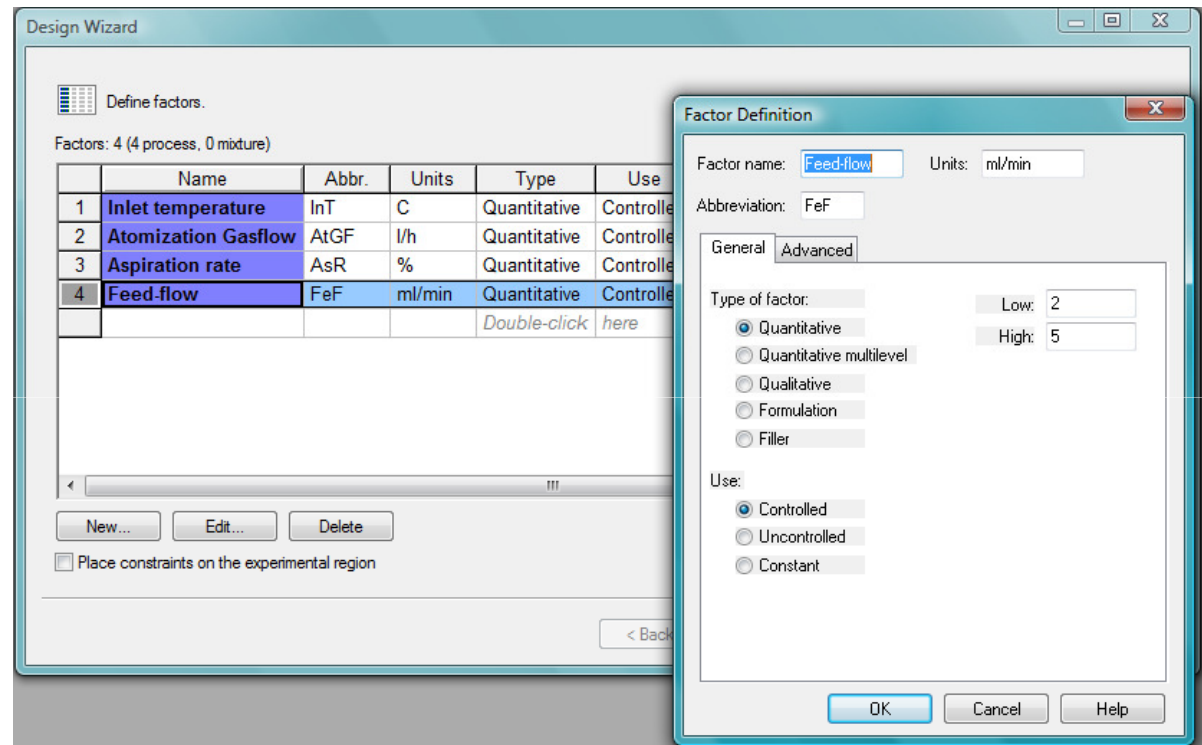 Design Wizard
Define factors.
Factors: 4 (4 process, 0 mixture)
Name Abbr. Units Type Use
1 Inlet temperature InT C Quantitative Controlle
2 Atomization Gasflow AtGF l/h Quantitative Controlle
3 Aspiration rate AsR % Quantitative Controlle
4 Feed-flow FeF ml/min Quantitative Controlle
Double-click here
New... Edit... Delete
Place constraints on the experimental region
< Back
Factor Definition
Factor name: Feed-flow Units: ml/min
Abbreviation: FeF
General Advanced
Type of factor: Low: 2
Quantitative High: 5
Quantitative multilevel
Qualitative
Formulation
Filler
Use:
Controlled
Uncontrolled
Constant
OK Cancel Help